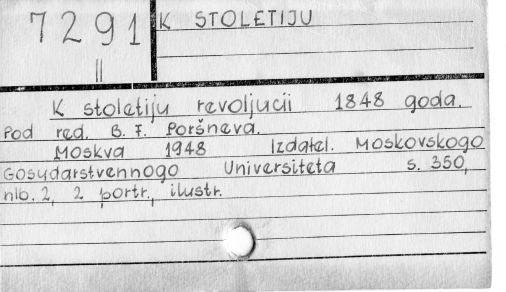 7291 K STOLETIJU
II
K stoletiju revoljucii 1848 goda.
Pod red. B. F. Poršneva.
Moskva 1948 Izdatel. Moskovskogo
Gosudarstvennogo Universiteta s. 350,
nlb. 2, 2 portr., ilustr.